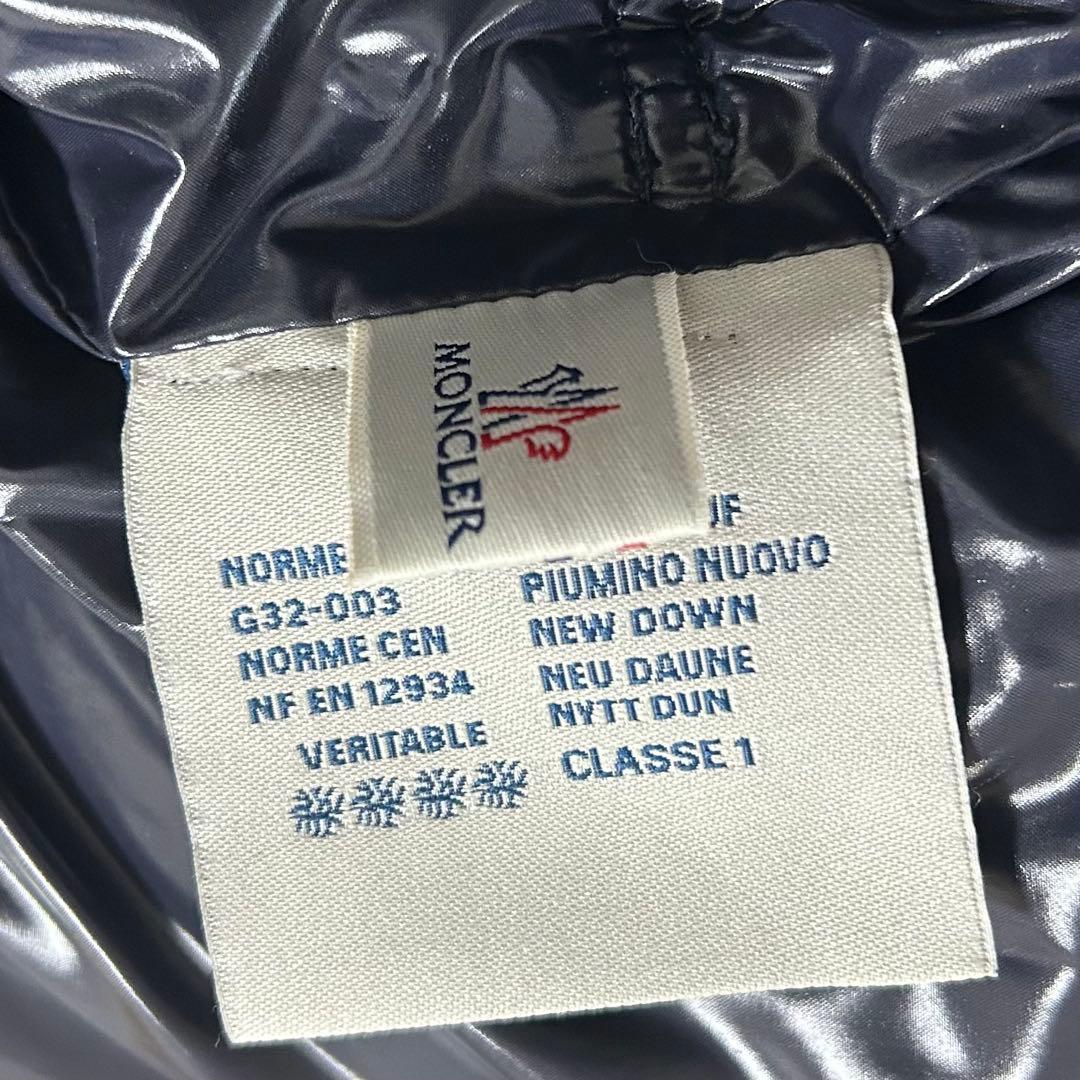 MONCLER
NORME
G32-003
NORME CEN
NF EN 12934
VERITABLE
UF
PIUMINO NUOVO
NEW DOWN
NEU DAUNE
NYTT DUN
CLASSE 1